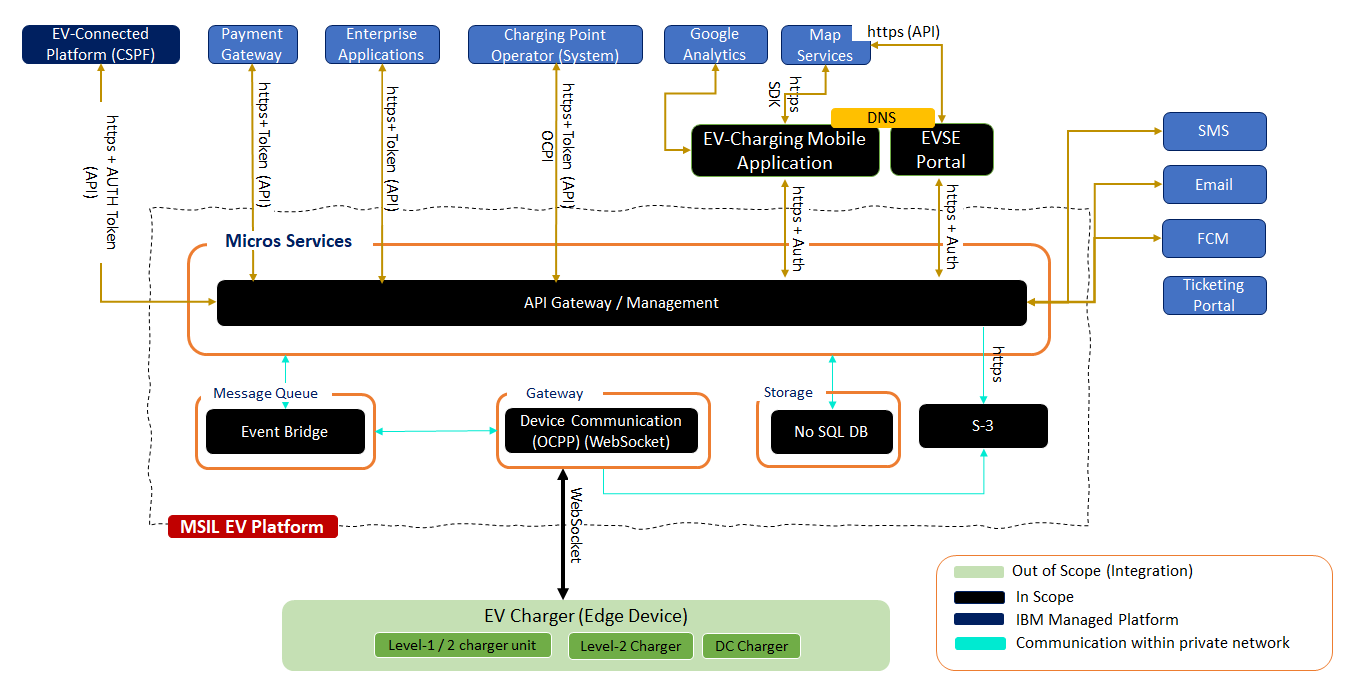 EV-Connected
Platform (CSPF)
Payment
Gateway
Enterprise
Applications
Charging Point
Operator (System)
Google
Analytics
Map
Services
https (API)
https + AUTH Token
(API)
https+ Token (API)
https+ Token (API)
https+ Token (API)
OCPI
https
SDK
DNS
EV-Charging Mobile
Application
EVSE
Portal
SMS
Email
FCM
Ticketing
Portal
https + Auth
https + Auth
Micros Services
API Gateway / Management
https
Message Queue
Event Bridge
Gateway
Device Communication
(OCPP) (WebSocket)
Storage
No SQL DB
S-3
MSIL EV Platform
WebSocket
EV Charger (Edge Device)
Level-1 / 2 charger unit
Level-2 Charger
DC Charger
Out of Scope (Integration)
In Scope
IBM Managed Platform
Communication within private network